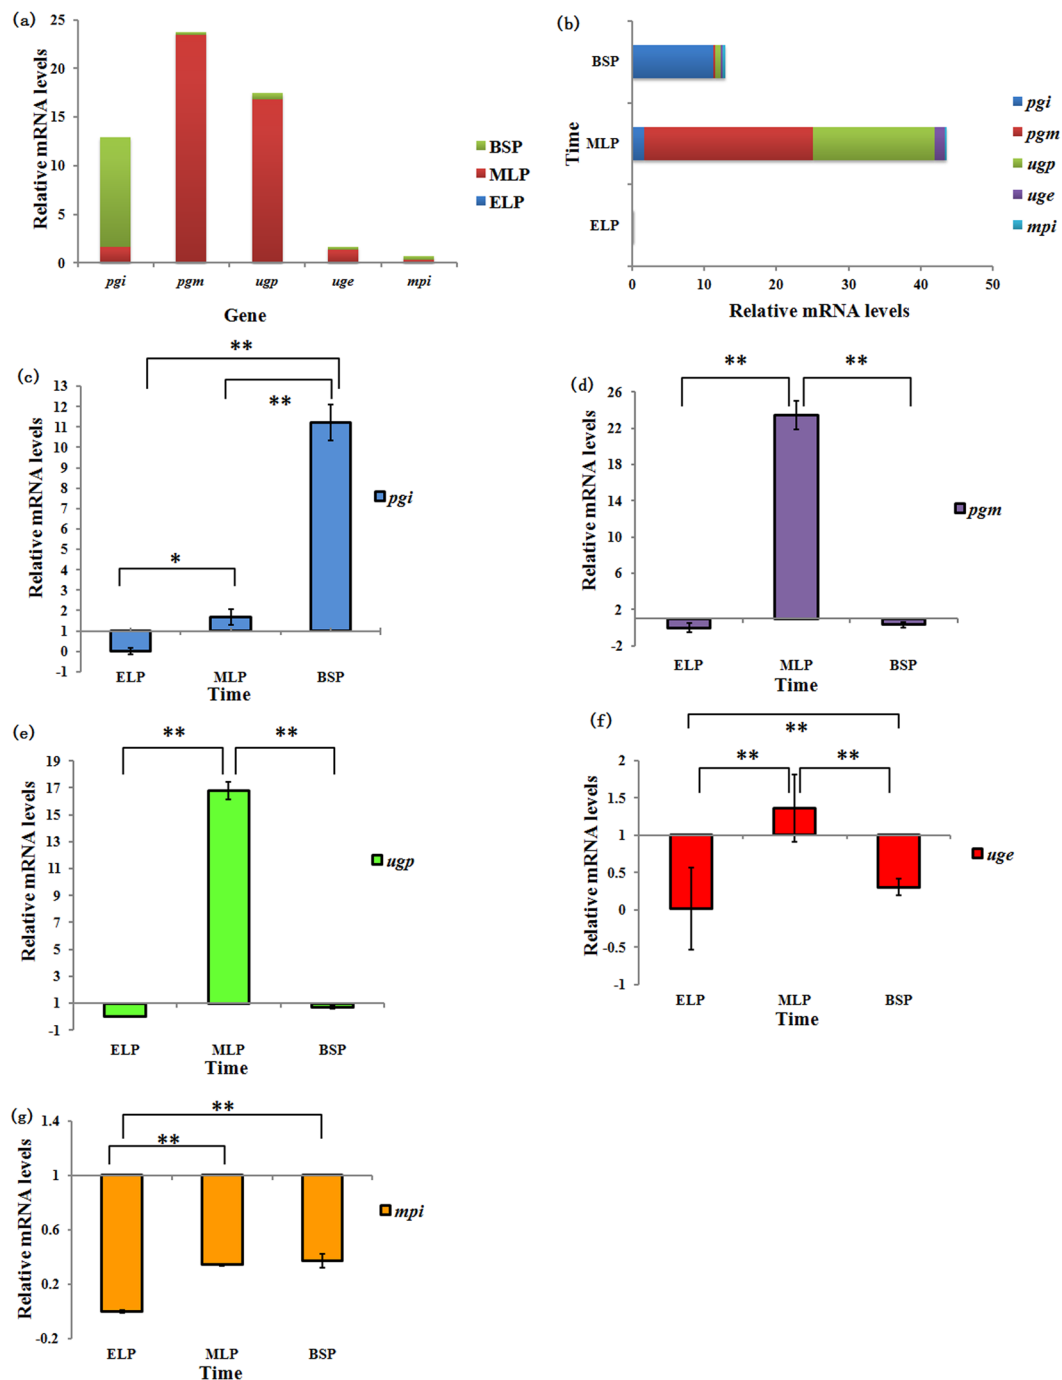 (a)
25
20
15
10
5
0
Relative mRNA levels
pgi pgm ugp uge mpi
Gene
BSP
MLP
ELP
(b)
BSP
MLP
ELP
Time
0 10 20 30 40 50
Relative mRNA levels
pgi
pgm
ugp
uge
mpi
(c)
**
**
*
13
12
11
10
9
8
7
6
5
4
3
2
1
0
-1
Relative mRNA levels
ELP MLP BSP
Time
pgi
(d)
** **
26
22
18
14
10
6
2
-2
Relative mRNA levels
ELP MLP BSP
Time
pgm
(e)
** **
19
17
15
13
11
9
7
5
3
1
-1
Relative mRNA levels
ELP MLP BSP
Time
ugp
(f)
**
** **
2
1.5
1
0.5
0
-0.5
-1
Relative mRNA levels
ELP MLP BSP
Time
uge
(g)
**
**
1.4
1
0.6
0.2
-0.2
Relative mRNA levels
ELP MLP BSP
Time
mpi